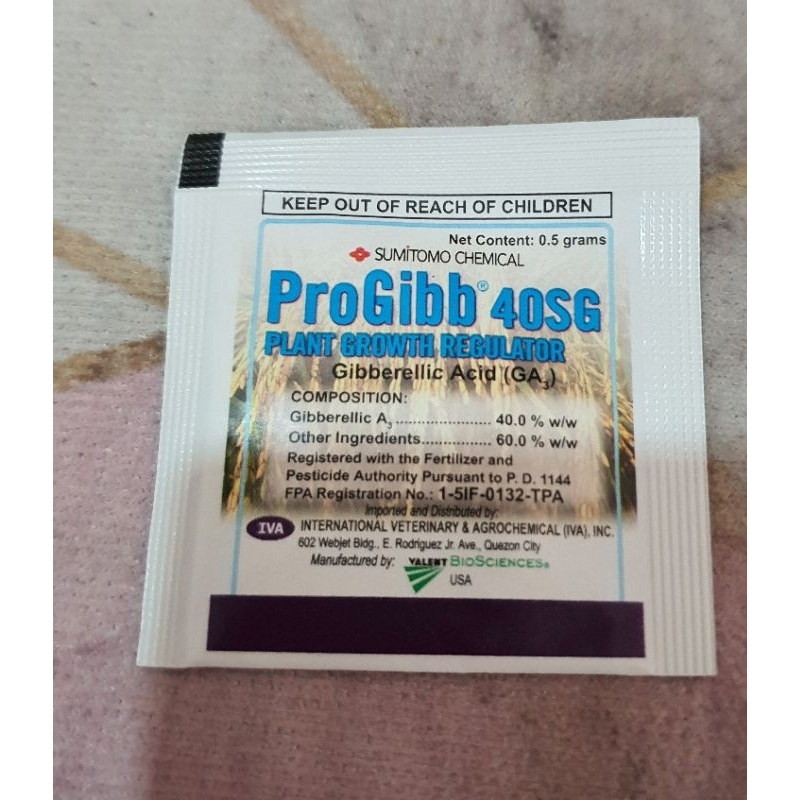 KEEP OUT OF REACH OF CHILDREN
Net Content: 0.5 grams
SUMITOMO CHEMICAL
ProGibb® 40SG
PLANT GROWTH REGULATOR
Gibberellic Acid (GA₃)
COMPOSITION:
Gibberellic A₃ ...................... 40.0 % w/w
Other Ingredients................ 60.0 % w/w
Registered with the Fertilizer and
Pesticide Authority Pursuant to P. D. 1144
FPA Registration No.: 1-5IF-0132-TPA
Imported and Distributed by:
IVA INTERNATIONAL VETERINARY & AGROCHEMICAL (IVA), INC.
602 Webjet Bldg., E. Rodriguez Jr. Ave., Quezon City
Manufactured by: VALENT BIOSCIENCES®
USA